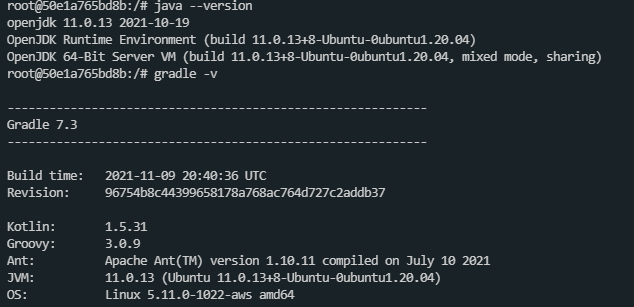 root@50e1a765bd8b:/# java --version
openjdk 11.0.13 2021-10-19
OpenJDK Runtime Environment (build 11.0.13+8-Ubuntu-0ubuntu1.20.04)
OpenJDK 64-Bit Server VM (build 11.0.13+8-Ubuntu-0ubuntu1.20.04, mixed mode, sharing)
root@50e1a765bd8b:/# gradle -v
------------------------------------------------------------
Gradle 7.3
------------------------------------------------------------
Build time:   2021-11-09 20:40:36 UTC
Revision:     96754b8c44399658178a768ac764d727c2addb37
Kotlin:       1.5.31
Groovy:       3.0.9
Ant:          Apache Ant(TM) version 1.10.11 compiled on July 10 2021
JVM:          11.0.13 (Ubuntu 11.0.13+8-Ubuntu-0ubuntu1.20.04)
OS:           Linux 5.11.0-1022-aws amd64